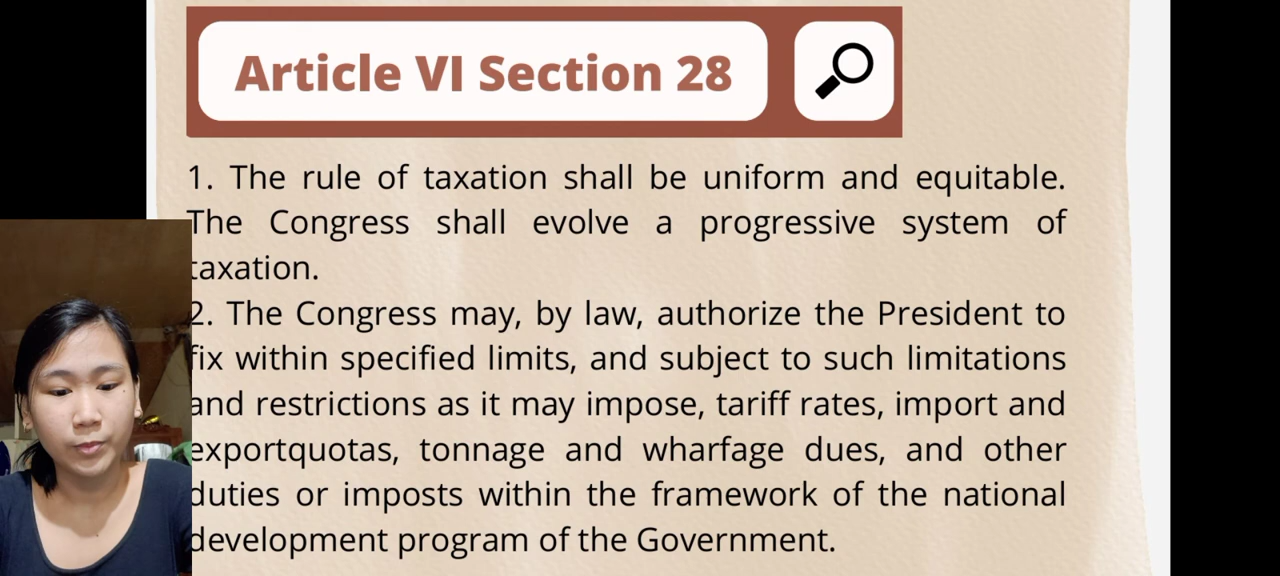 Article VI Section 28
1. The rule of taxation shall be uniform and equitable.
The Congress shall evolve a progressive system of
taxation.
2. The Congress may, by law, authorize the President to
fix within specified limits, and subject to such limitations
and restrictions as it may impose, tariff rates, import and
exportquotas, tonnage and wharfage dues, and other
duties or imposts within the framework of the national
development program of the Government.